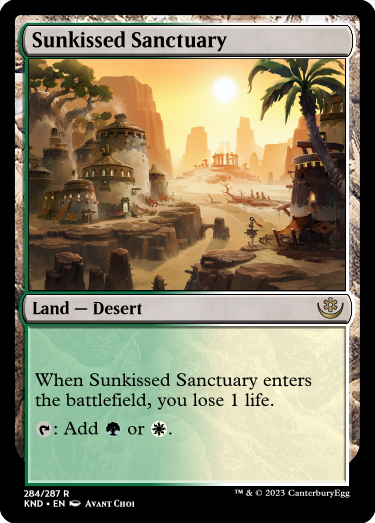 Sunkissed Sanctuary
Land — Desert
When Sunkissed Sanctuary enters
the battlefield, you lose 1 life.
: Add or .
284/287 R
KND • EN Avant Choi
™ & © 2023 CanterburyEgg